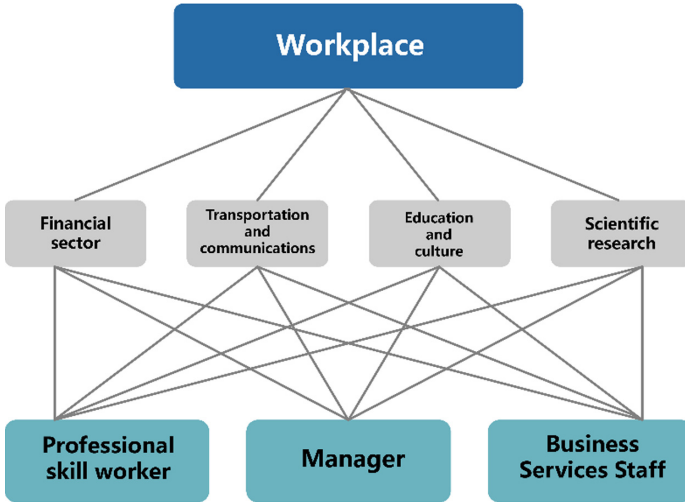 Workplace
Financial
sector
Transportation
and
communications
Education
and
culture
Scientific
research
Professional
skill worker
Manager
Business
Services Staff